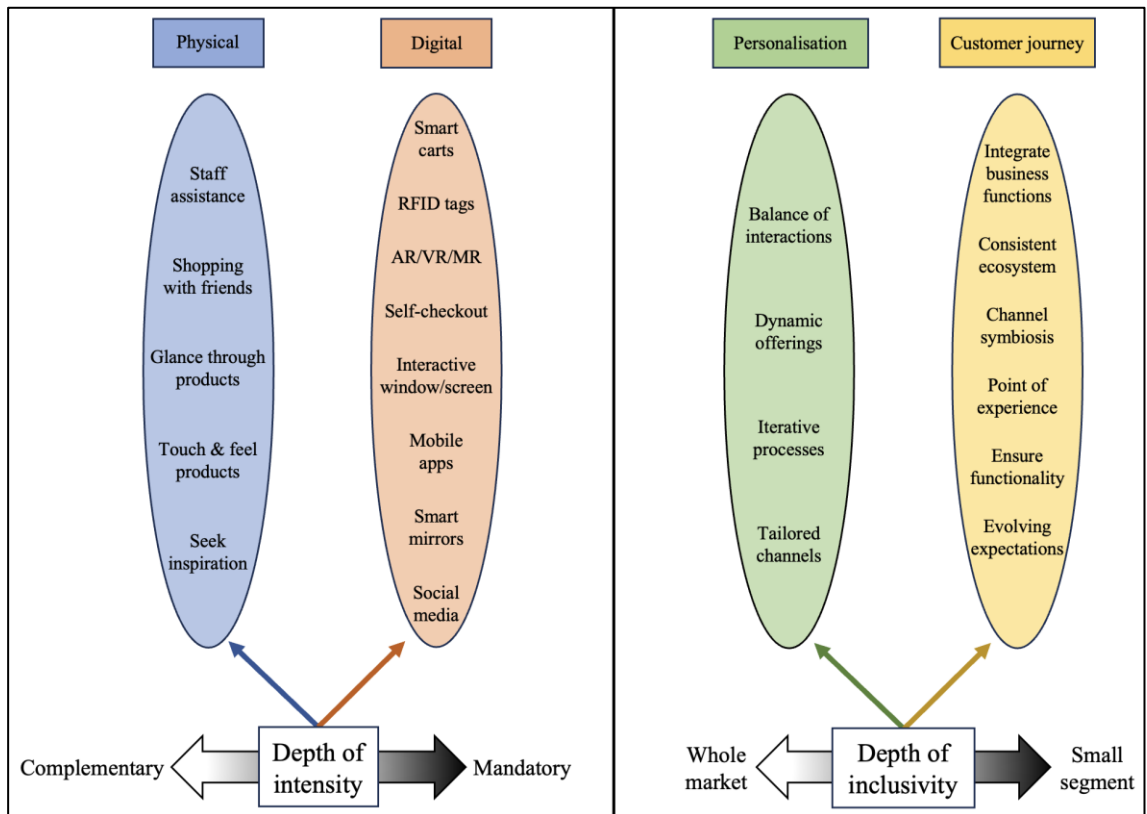 Physical
Digital
Personalisation
Customer journey
Staff
assistance
Shopping
with friends
Glance through
products
Touch & feel
products
Seek
inspiration
Smart
carts
RFID tags
AR/VR/MR
Self-checkout
Interactive
window/screen
Mobile
apps
Smart
mirrors
Social
media
Balance of
interactions
Dynamic
offerings
Iterative
processes
Tailored
channels
Integrate
business
functions
Consistent
ecosystem
Channel
symbiosis
Point of
experience
Ensure
functionality
Evolving
expectations
Complementary
Depth of
intensity
Mandatory
Whole
market
Depth of
inclusivity
Small
segment